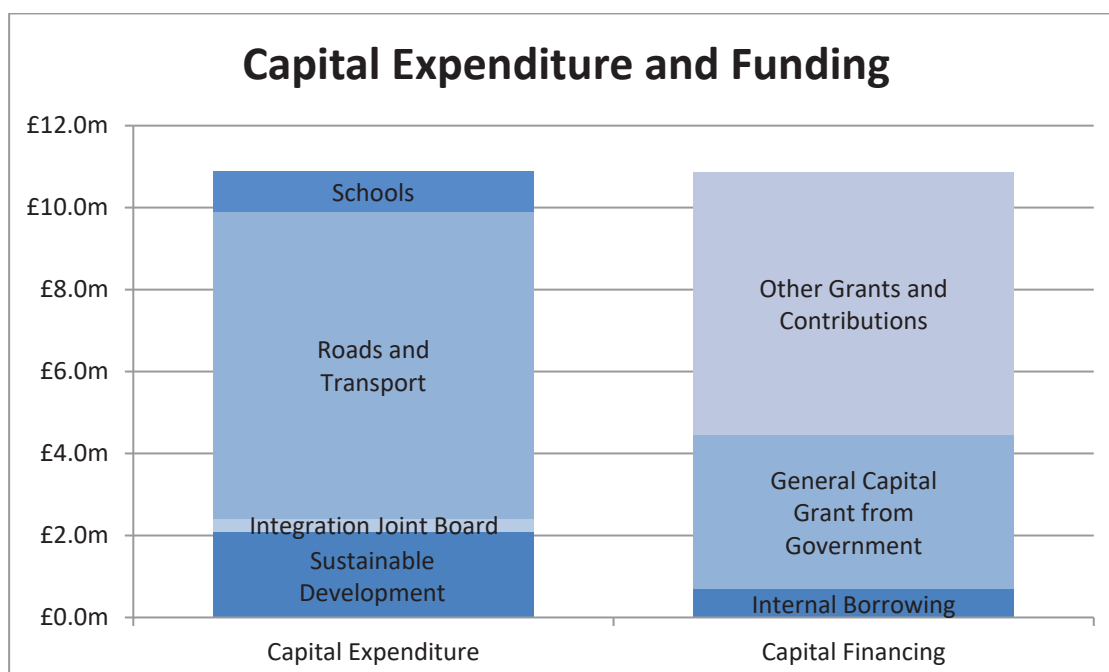 Capital Expenditure and Funding
£12.0m
£10.0m
£8.0m
£6.0m
£4.0m
£2.0m
£0.0m
Schools
Roads and
Transport
Integration Joint Board
Sustainable
Development
Other Grants and
Contributions
General Capital
Grant from
Government
Internal Borrowing
Capital Expenditure
Capital Financing